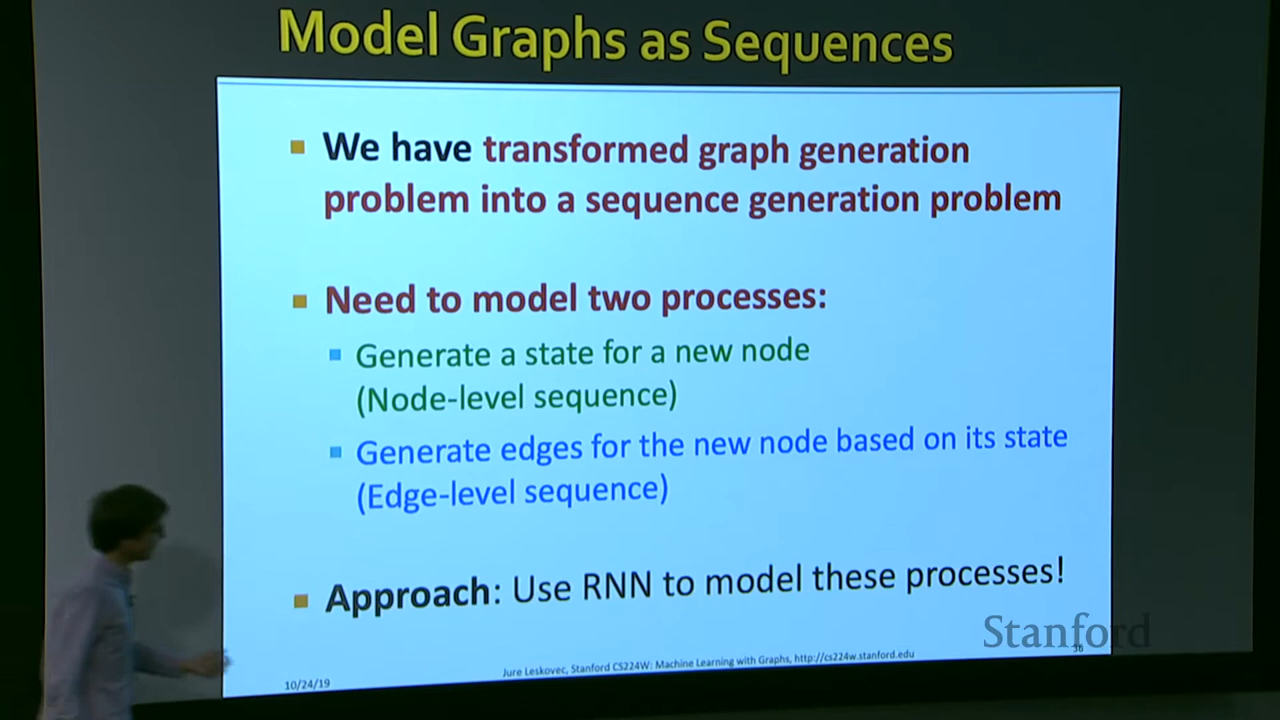 Model Graphs as Sequences
We have transformed graph generation
problem into a sequence generation problem
Need to model two processes:
Generate a state for a new node
(Node-level sequence)
Generate edges for the new node based on its state
(Edge-level sequence)
Approach: Use RNN to model these processes!
Stanford
36
Jure Leskovec, Stanford CS224W: Machine Learning with Graphs, http://cs224w.stanford.edu
10/24/19